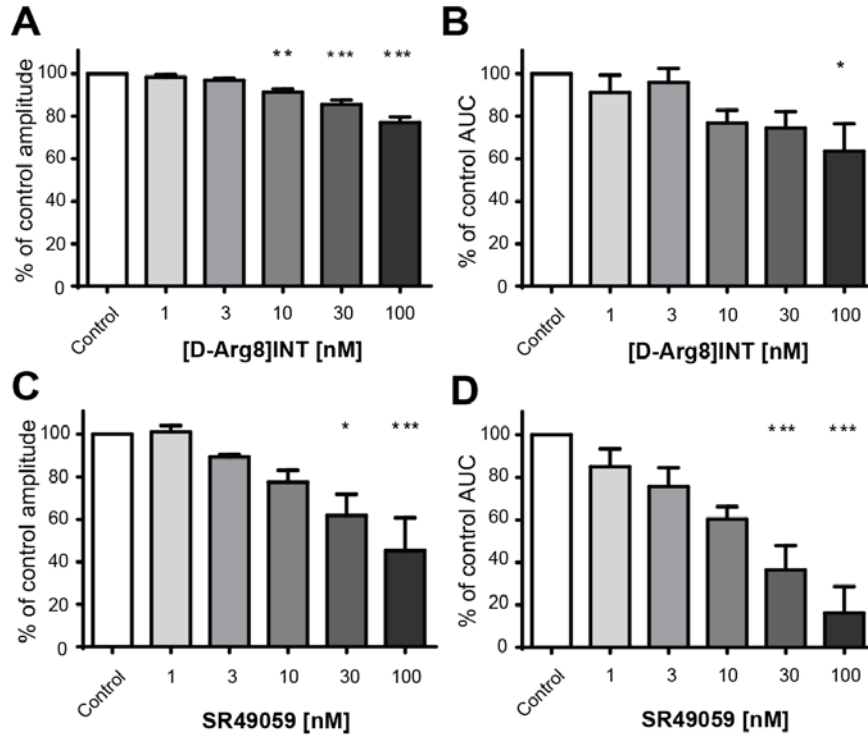 A
% of control amplitude
100
80
60
40
20
0
** *** ***
Control 1 3 10 30 100
[D-Arg8]INT [nM]
B
% of control AUC
100
80
60
40
20
0
*
Control 1 3 10 30 100
[D-Arg8]INT [nM]
C
% of control amplitude
100
80
60
40
20
0
* ***
Control 1 3 10 30 100
SR49059 [nM]
D
% of control AUC
100
80
60
40
20
0
*** ***
Control 1 3 10 30 100
SR49059 [nM]